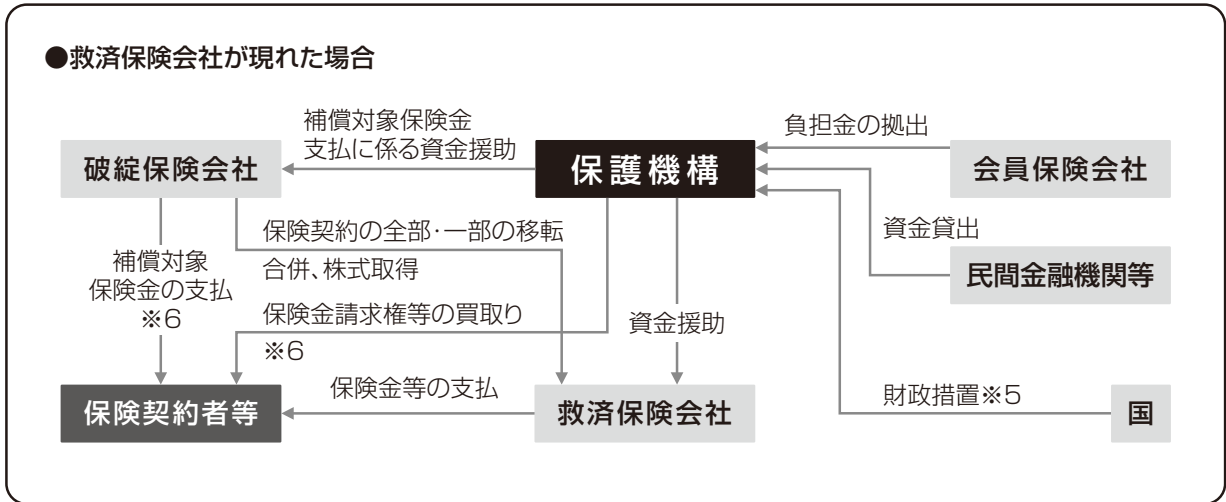 ●救済保険会社が現れた場合
補償対象保険金
支払に係る資金援助
負担金の拠出
破綻保険会社
保護機構
会員保険会社
保険契約の全部・一部の移転
合併、株式取得
資金貸出
補償対象
保険金の支払
※6
民間金融機関等
保険金請求権等の買取り
※6
資金援助
保険金等の支払
財政措置※5
保険契約者等
救済保険会社
国